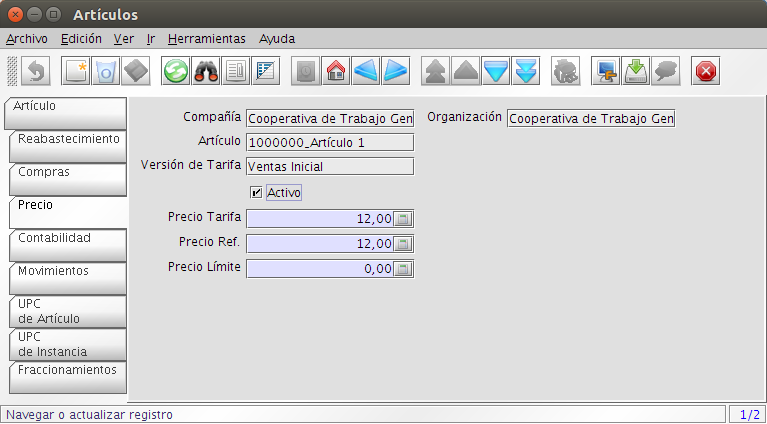 Artículos
Archivo Edición Ver Ir Herramientas Ayuda
Artículo
Reabastecimiento
Compras
Precio
Contabilidad
Movimientos
UPC
de Artículo
UPC
de Instancia
Fraccionamientos
Compañía Cooperativa de Trabajo Gen Organización Cooperativa de Trabajo Gen
Artículo 1000000_Artículo 1
Versión de Tarifa Ventas Inicial
Activo
Precio Tarifa 12,00
Precio Ref. 12,00
Precio Límite 0,00
Navegar o actualizar registro 1/2